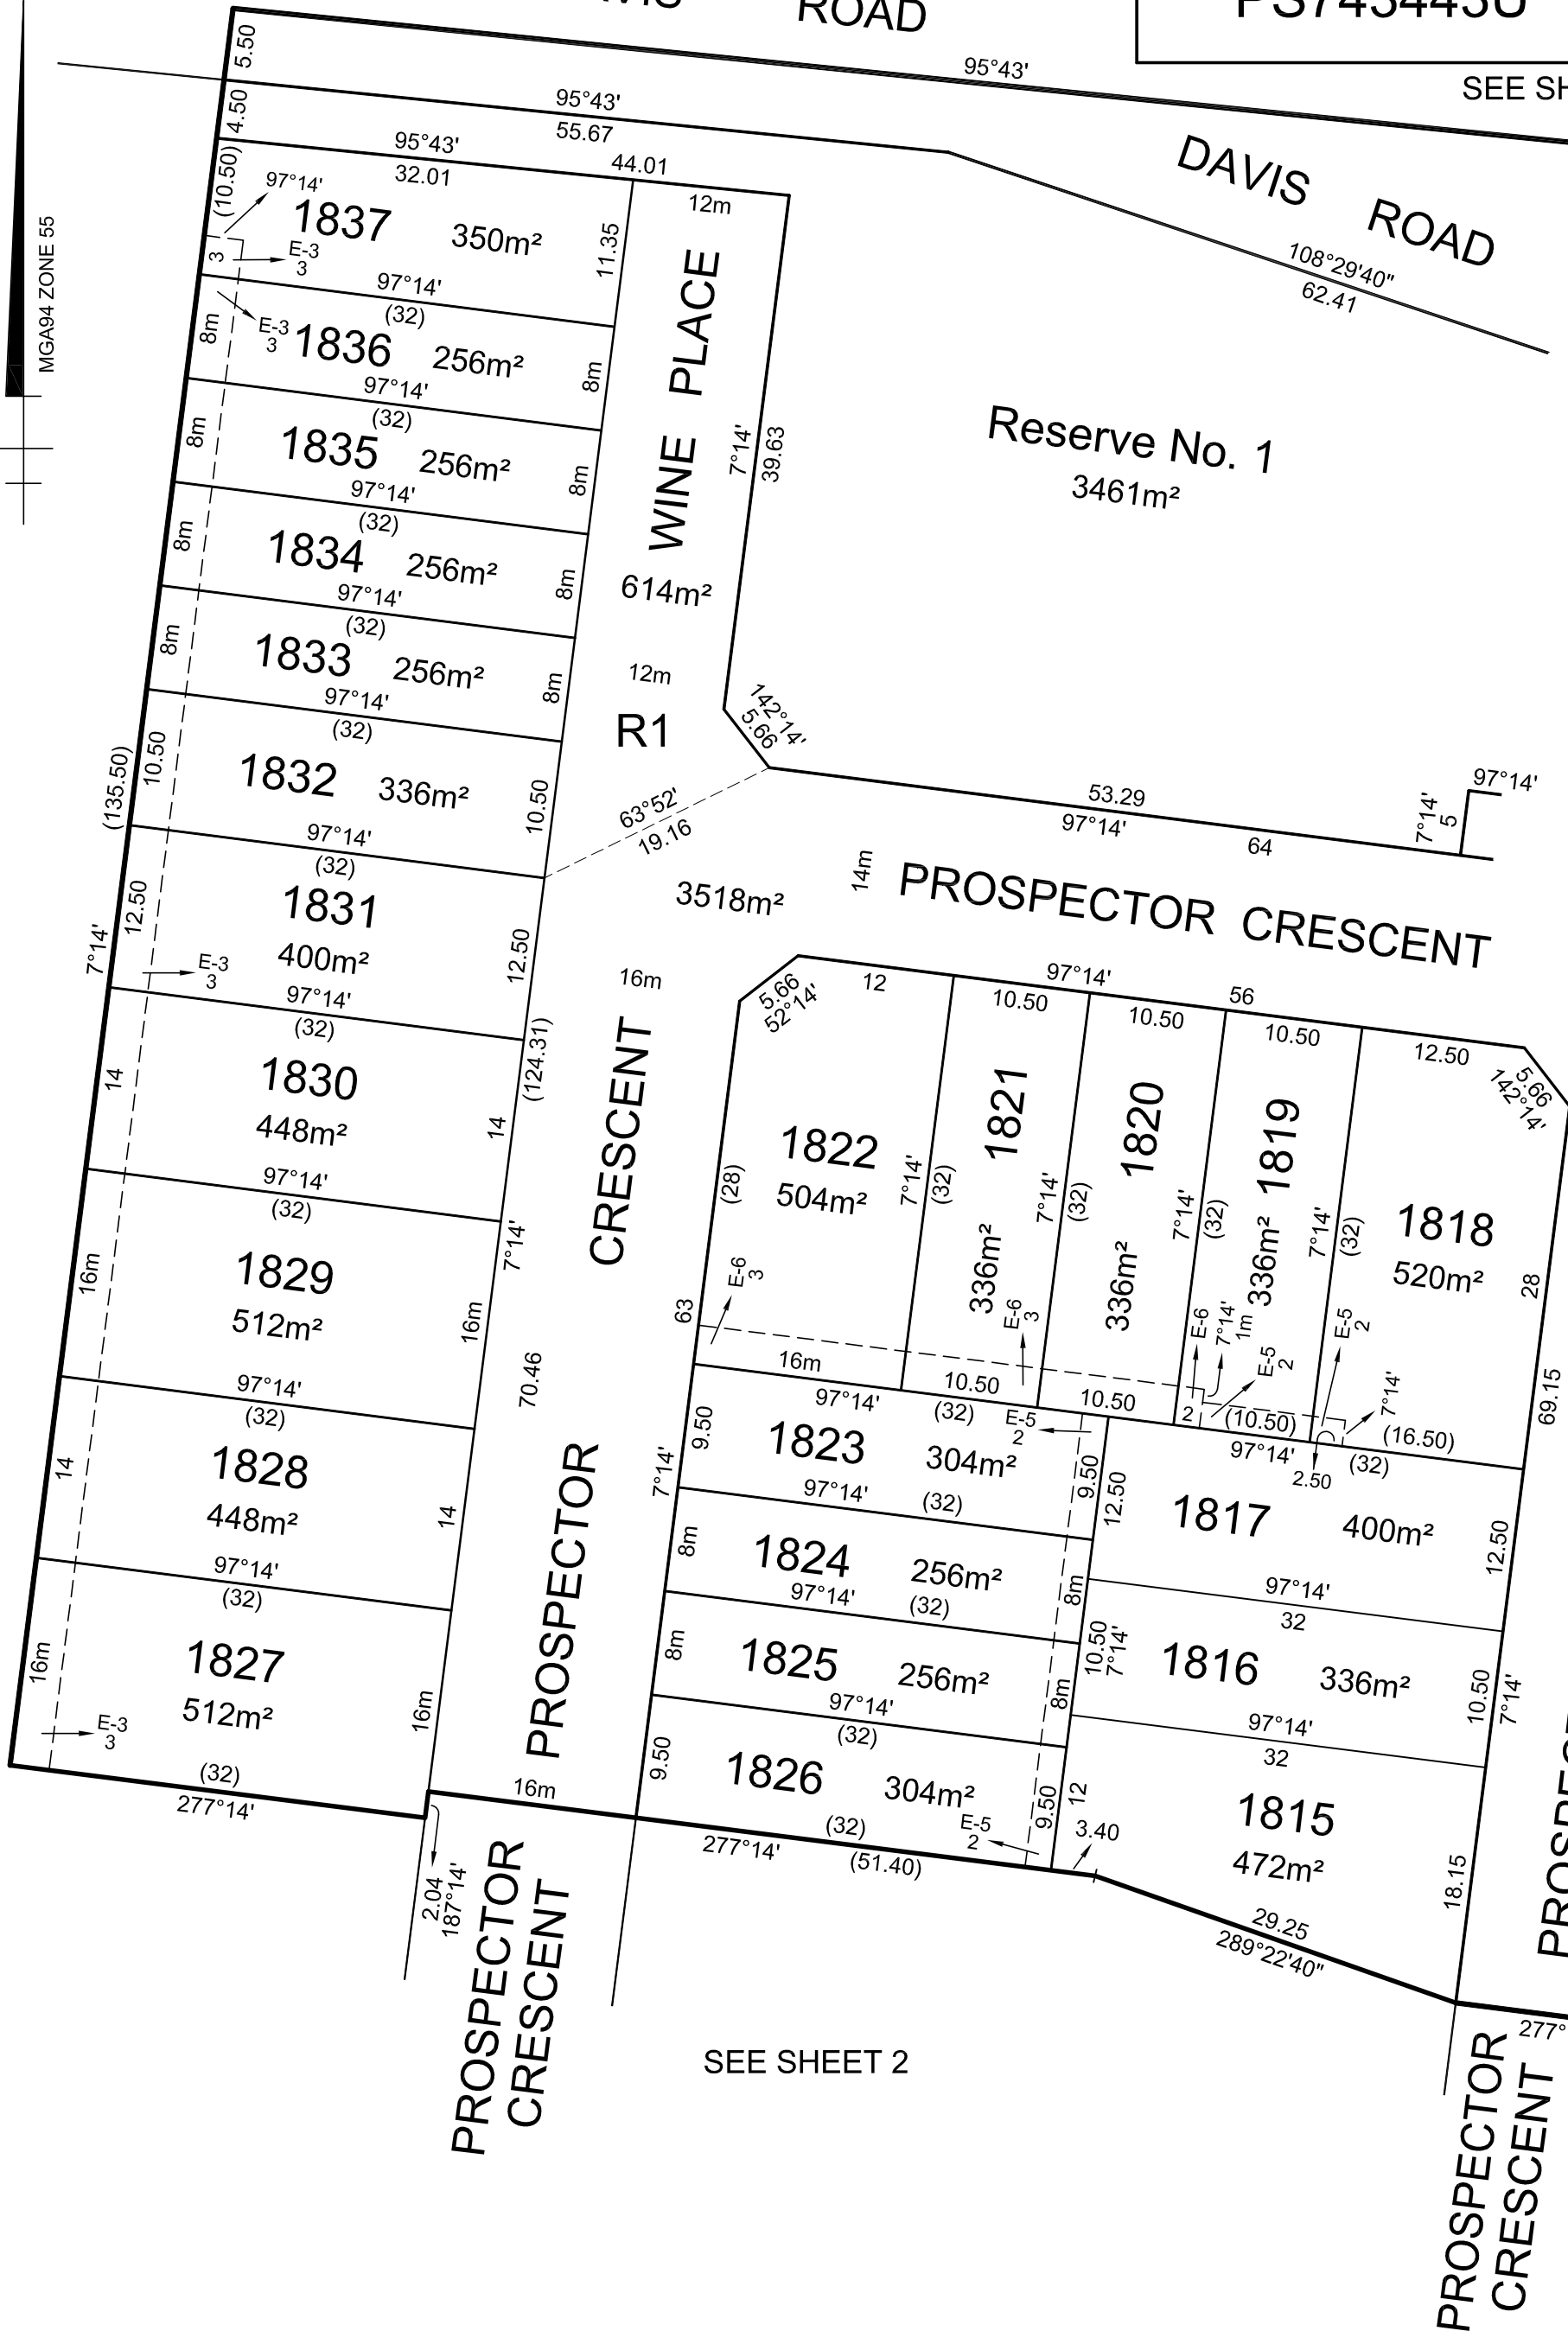 ROAD
SEE SH
MGA94 ZONE 55
5.50
95°43'
4.50
95°43'
55.67
DAVIS ROAD
108°29'40"
62.41
95°43'
32.01
44.01
12m
(10.50)
97°14'
1837 350m²
11.35
3
E-3
3
97°14'
(32)
8m
E-3
3
1836 256m²
8m
97°14'
(32)
8m
1835 256m²
8m
97°14'
(32)
8m
1834 256m²
8m
97°14'
(32)
8m
1833 256m²
8m
97°14'
(32)
10.50
1832 336m²
10.50
97°14'
(32)
(135.50)
7°14'
12.50
1831
400m²
12.50
E-3
3
97°14'
(32)
14
1830
448m²
14
(124.31)
97°14'
(32)
16m
1829
512m²
16m
7°14'
97°14'
(32)
14
1828
448m²
14
70.46
97°14'
(32)
16m
1827
512m²
16m
E-3
3
(32)
277°14'
WINE PLACE
614m²
12m
R1
7°14'
39.63
Reserve No. 1
3461m²
142°14'
5.66
63°52'
19.16
53.29
97°14'
64
7°14'
5
97°14'
3518m²
14m
PROSPECTOR CRESCENT
16m
PROSPECTOR CRESCENT
5.66
52°14'
12
10.50
97°14'
10.50
56
10.50
12.50
5.66
142°14'
(28)
1822
504m²
7°14'
(32)
1821
336m²
7°14'
(32)
1820
336m²
7°14'
(32)
1819
336m²
7°14'
(32)
1818
520m²
28
69.15
63
E-6
3
E-6
3
E-6
7°14'
1m
E-5
2
E-5
2
7°14'
16m
10.50
10.50
2
(10.50)
(16.50)
97°14'
(32)
E-5
2
97°14'
2.50
(32)
9.50
1823 304m²
9.50
12.50
1817 400m²
12.50
7°14'
97°14'
(32)
8m
1824 256m²
8m
97°14'
32
97°14'
(32)
8m
1825 256m²
8m
10.50
7°14'
1816 336m²
10.50
7°14'
97°14'
(32)
97°14'
32
9.50
1826 304m²
9.50
12
1815
472m²
18.15
(32)
E-5
2
3.40
16m
277°14'
(51.40)
29.25
289°22'40"
2.04
187°14'
PROSPECTOR
CRESCENT
SEE SHEET 2
277°
PROSPECTOR
CRESCENT